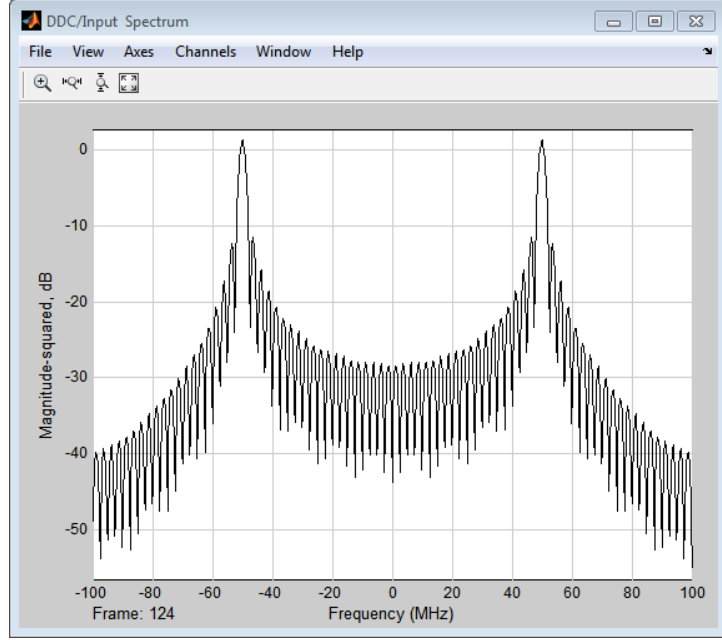 DDC/Input Spectrum
File View Axes Channels Window Help
Magnitude-squared, dB
0
-10
-20
-30
-40
-50
-100 -80 -60 -40 -20 0 20 40 60 80 100
Frame: 124 Frequency (MHz)